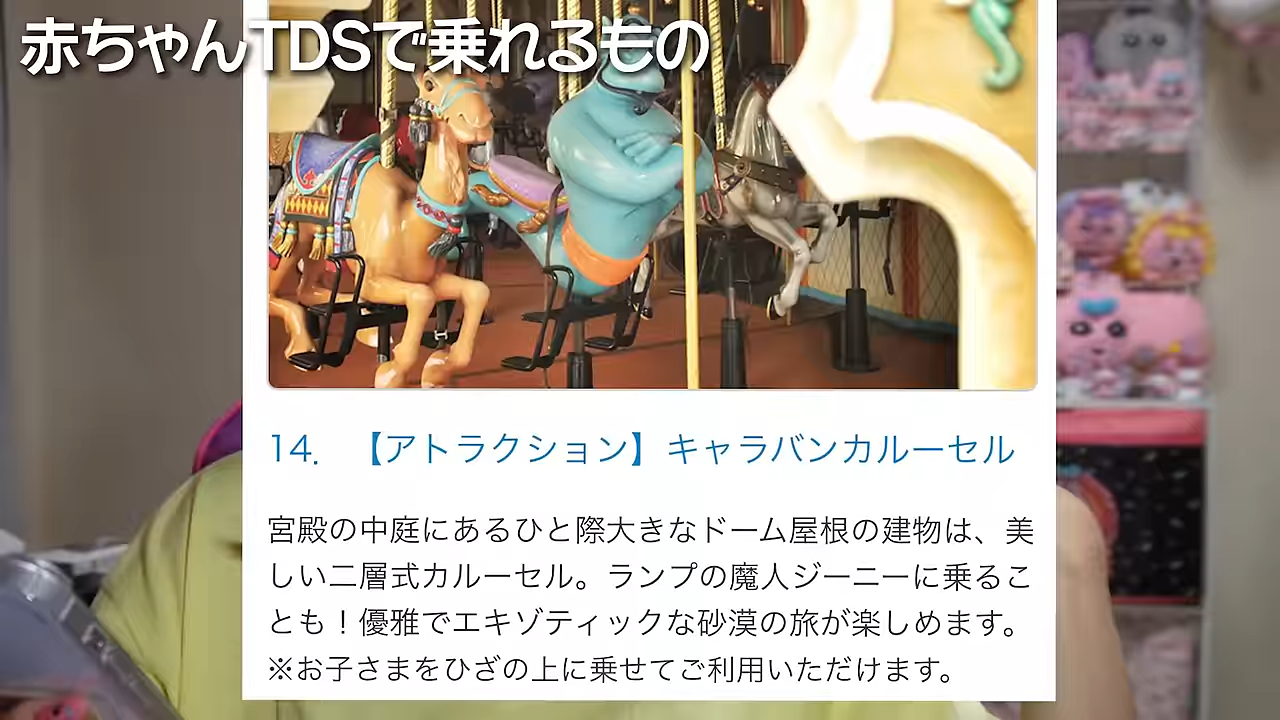 赤ちゃんTDSで乗れるもの
14. 【アトラクション】キャラバンカルーセル
宮殿の中庭にあるひと際大きなドーム屋根の建物は、美
しい二層式カルーセル。ランプの魔人ジーニーに乗るこ
とも！優雅でエキゾティックな砂漠の旅が楽しめます。
※お子さまをひざの上に乗せてご利用いただけます。